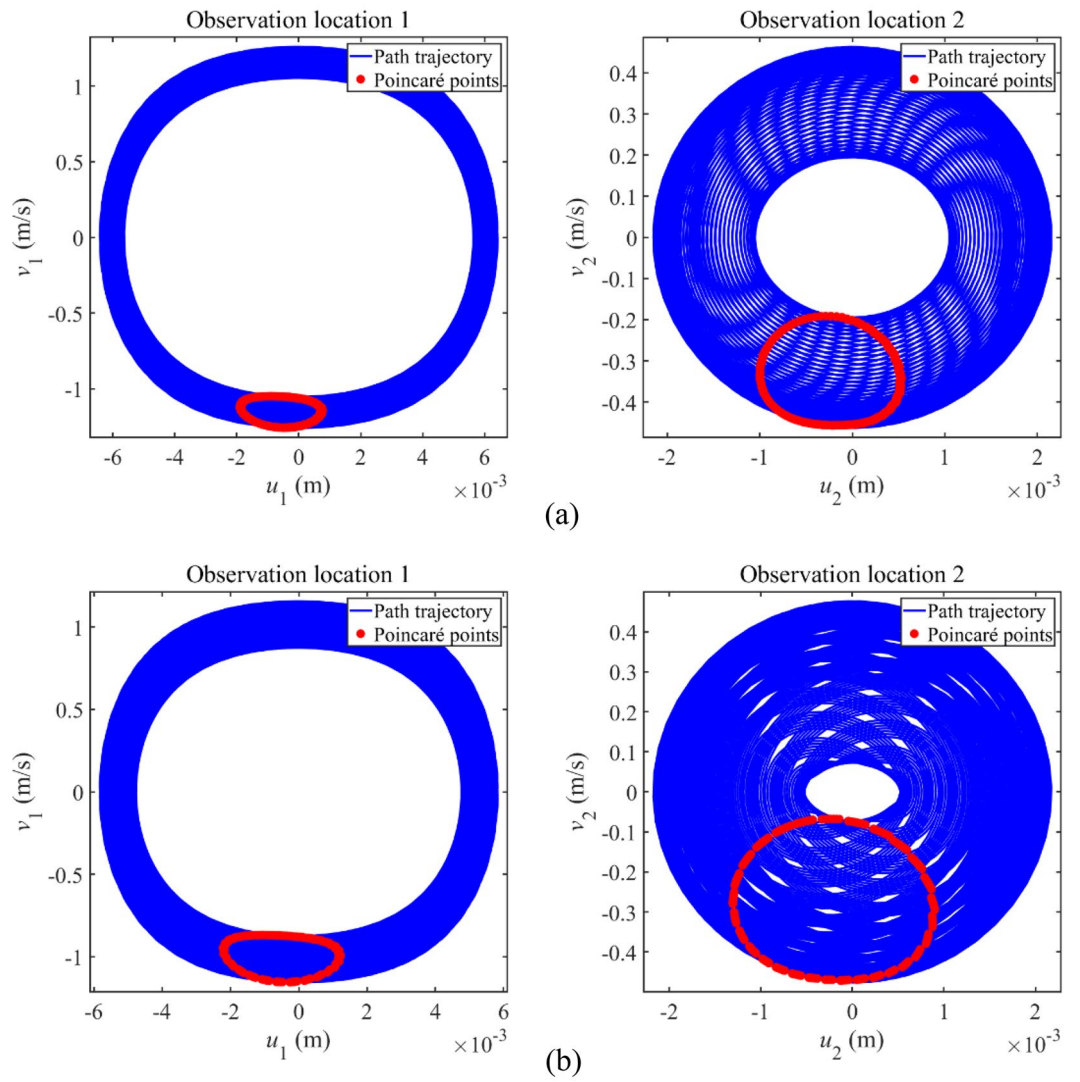 Observation location 1
Path trajectory
Poincaré points
1
0.5
0
-0.5
-1
v1 (m/s)
-6 -4 -2 0 2 4 6
u1 (m)
×10-3
Observation location 2
Path trajectory
Poincaré points
0.4
0.3
0.2
0.1
0
-0.1
-0.2
-0.3
-0.4
v2 (m/s)
-2 -1 0 1 2
u2 (m)
×10-3
(a)
Observation location 1
Path trajectory
Poincaré points
1
0.5
0
-0.5
-1
v1 (m/s)
-6 -4 -2 0 2 4 6
u1 (m)
×10-3
Observation location 2
Path trajectory
Poincaré points
0.4
0.3
0.2
0.1
0
-0.1
-0.2
-0.3
-0.4
v2 (m/s)
-2 -1 0 1 2
u2 (m)
×10-3
(b)